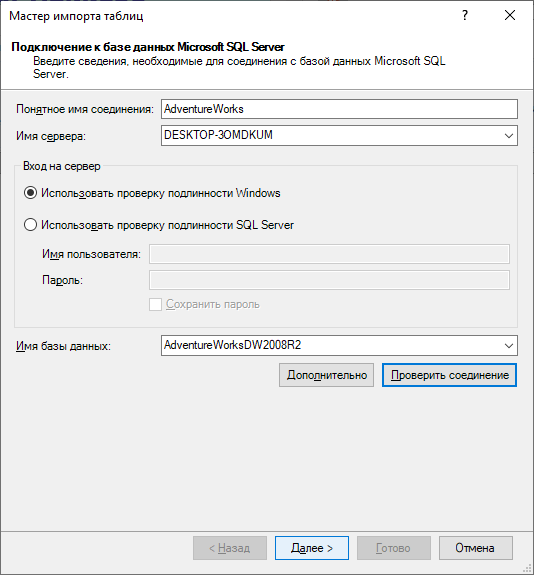 Мастер импорта таблиц
?
Подключение к базе данных Microsoft SQL Server
Введите сведения, необходимые для соединения с базой данных Microsoft SQL
Server.
Понятное имя соединения: AdventureWorks
Имя сервера: DESKTOP-3OMDKUM
Вход на сервер
Использовать проверку подлинности Windows
Использовать проверку подлинности SQL Server
Имя пользователя:
Пароль:
Сохранить пароль
Имя базы данных: AdventureWorksDW2008R2
Дополнительно Проверить соединение
< Назад Далее > Готово Отмена